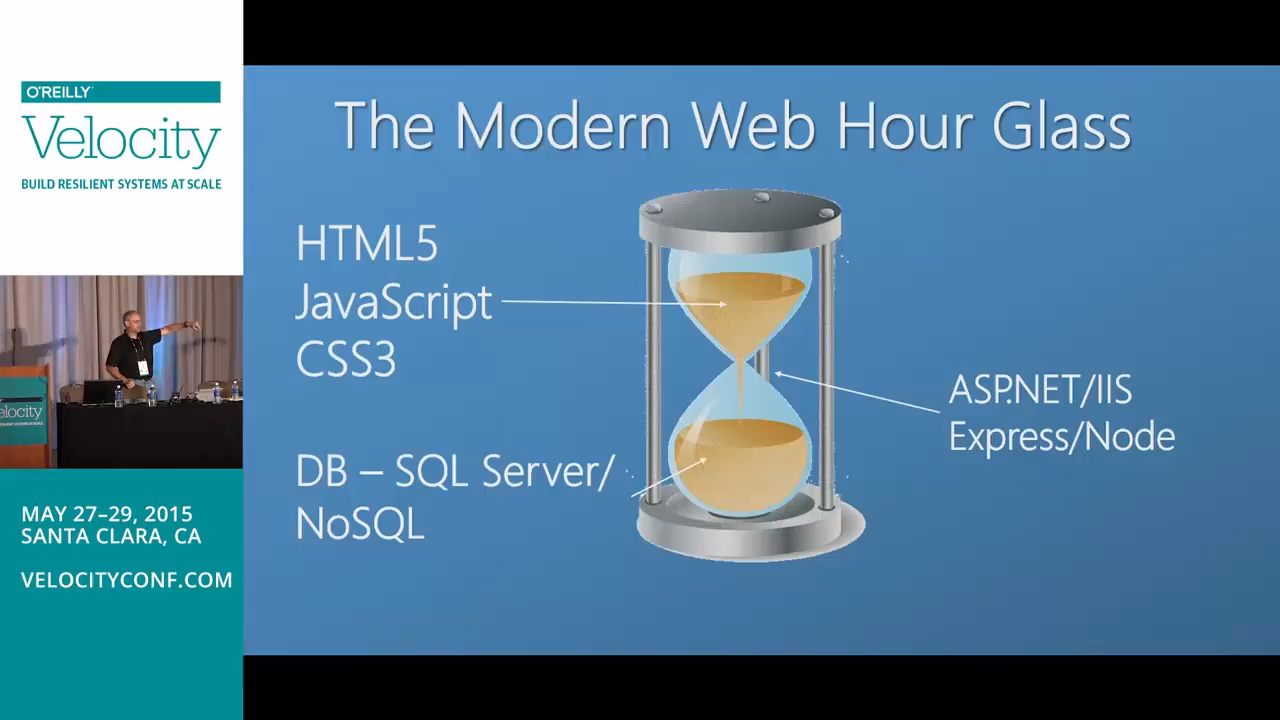 O'REILLY
Velocity
BUILD RESILIENT SYSTEMS AT SCALE
The Modern Web Hour Glass
HTML5
JavaScript
CSS3
ASP.NET/IIS
Express/Node
DB – SQL Server/
NoSQL
elocity
MAY 27–29, 2015
SANTA CLARA, CA
VELOCITYCONF.COM